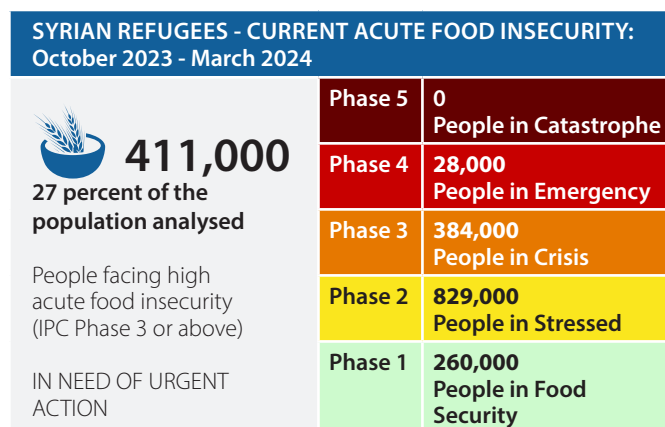 SYRIAN REFUGEES - CURRENT ACUTE FOOD INSECURITY:
October 2023 - March 2024
411,000
27 percent of the
population analysed
People facing high
acute food insecurity
(IPC Phase 3 or above)
IN NEED OF URGENT
ACTION
Phase 5
0
People in Catastrophe
Phase 4
28,000
People in Emergency
Phase 3
384,000
People in Crisis
Phase 2
829,000
People in Stressed
Phase 1
260,000
People in Food
Security